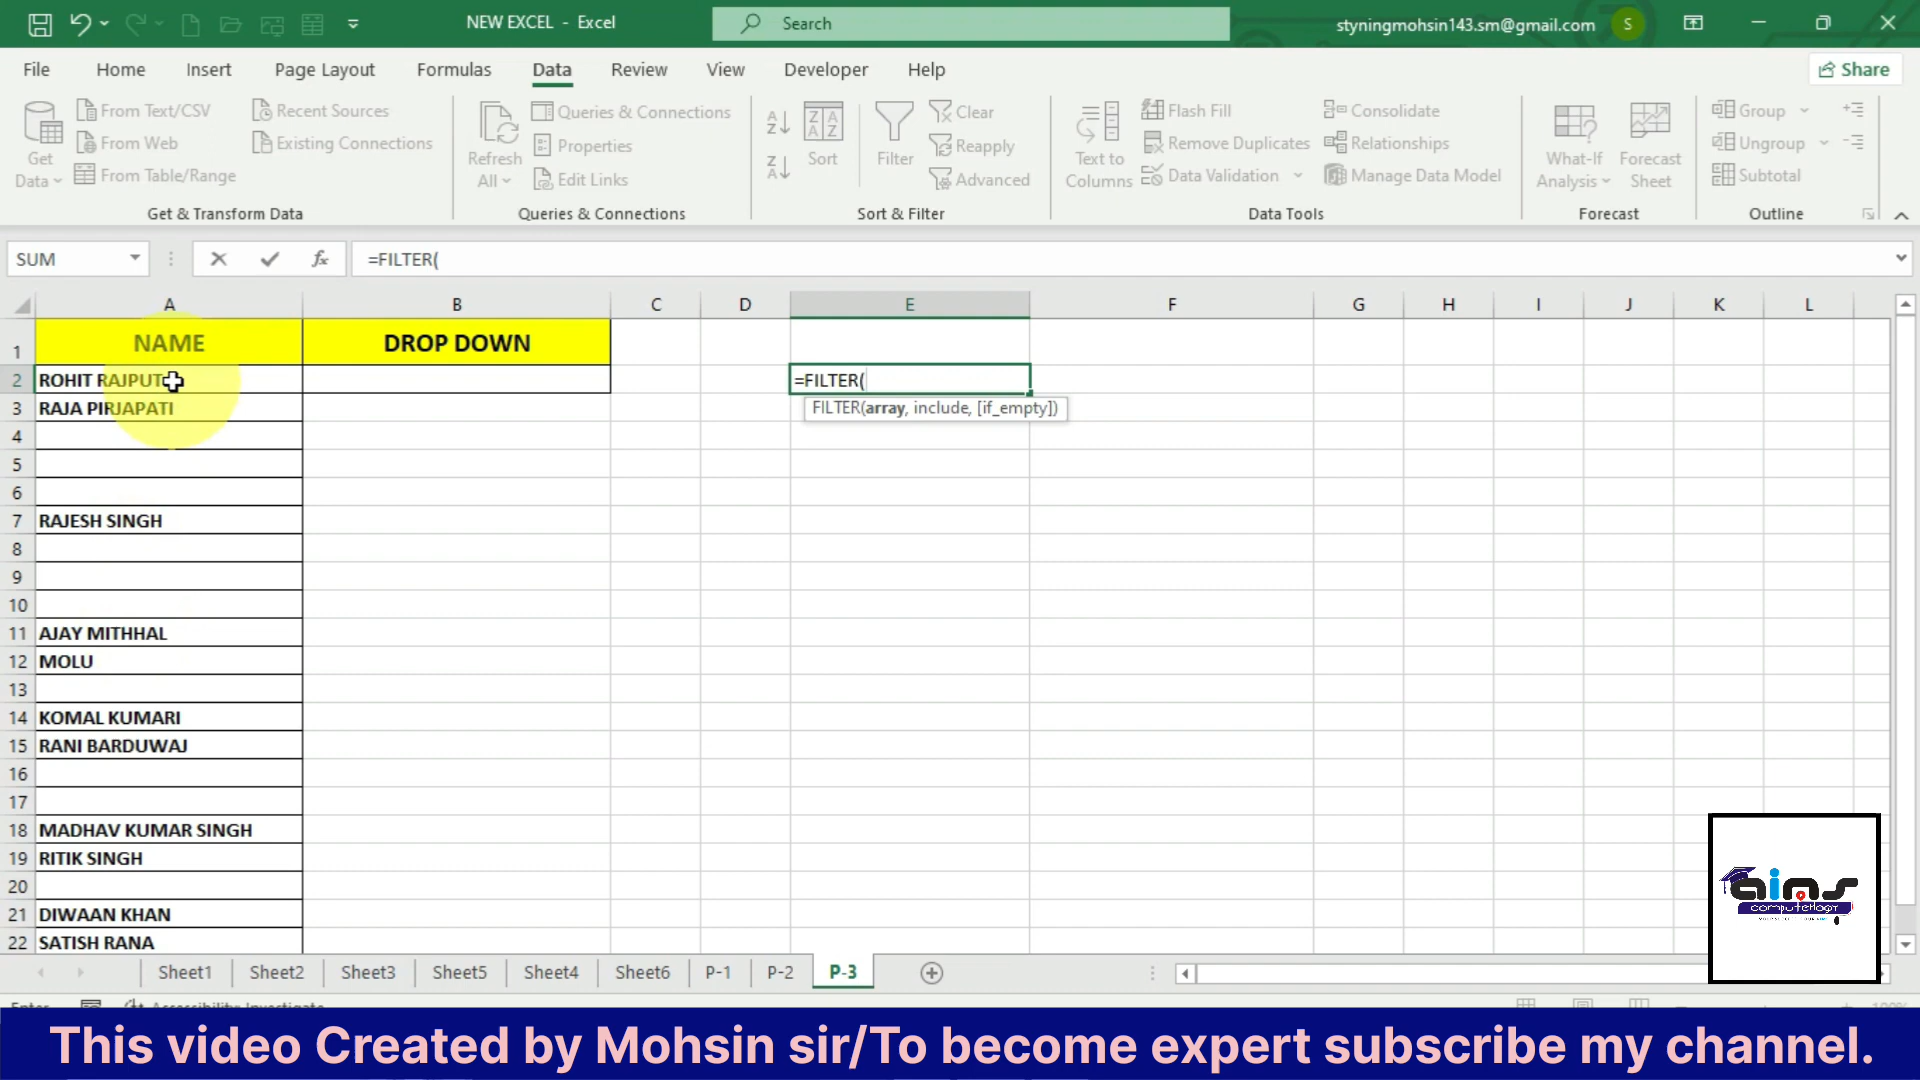 NEW EXCEL - Excel
Search
styningmohsin143.sm@gmail.com
S
File Home Insert Page Layout Formulas Data Review View Developer Help
Share
Get Data
From Text/CSV
From Web
From Table/Range
Recent Sources
Existing Connections
Get & Transform Data
Refresh All
Queries & Connections
Properties
Edit Links
Queries & Connections
Sort
Filter
Clear
Reapply
Advanced
Sort & Filter
Text to Columns
Flash Fill
Remove Duplicates
Data Validation
Consolidate
Relationships
Manage Data Model
Data Tools
What-If Analysis
Forecast Sheet
Forecast
Group
Ungroup
Subtotal
Outline
SUM
fx
=FILTER(
A B C D E F G H I J K L
1 NAME DROP DOWN
2 ROHIT RAJPUT =FILTER(
3 RAJA PIRJAPATI FILTER(array, include, [if_empty])
4
5
6
7 RAJESH SINGH
8
9
10
11 AJAY MITHHAL
12 MOLU
13
14 KOMAL KUMARI
15 RANI BARDUWAJ
16
17
18 MADHAV KUMAR SINGH
19 RITIK SINGH
20
21 DIWAAN KHAN
22 SATISH RANA
aims
computerlogy
Sheet1 Sheet2 Sheet3 Sheet5 Sheet4 Sheet6 P-1 P-2 P-3
This video Created by Mohsin sir/To become expert subscribe my channel.